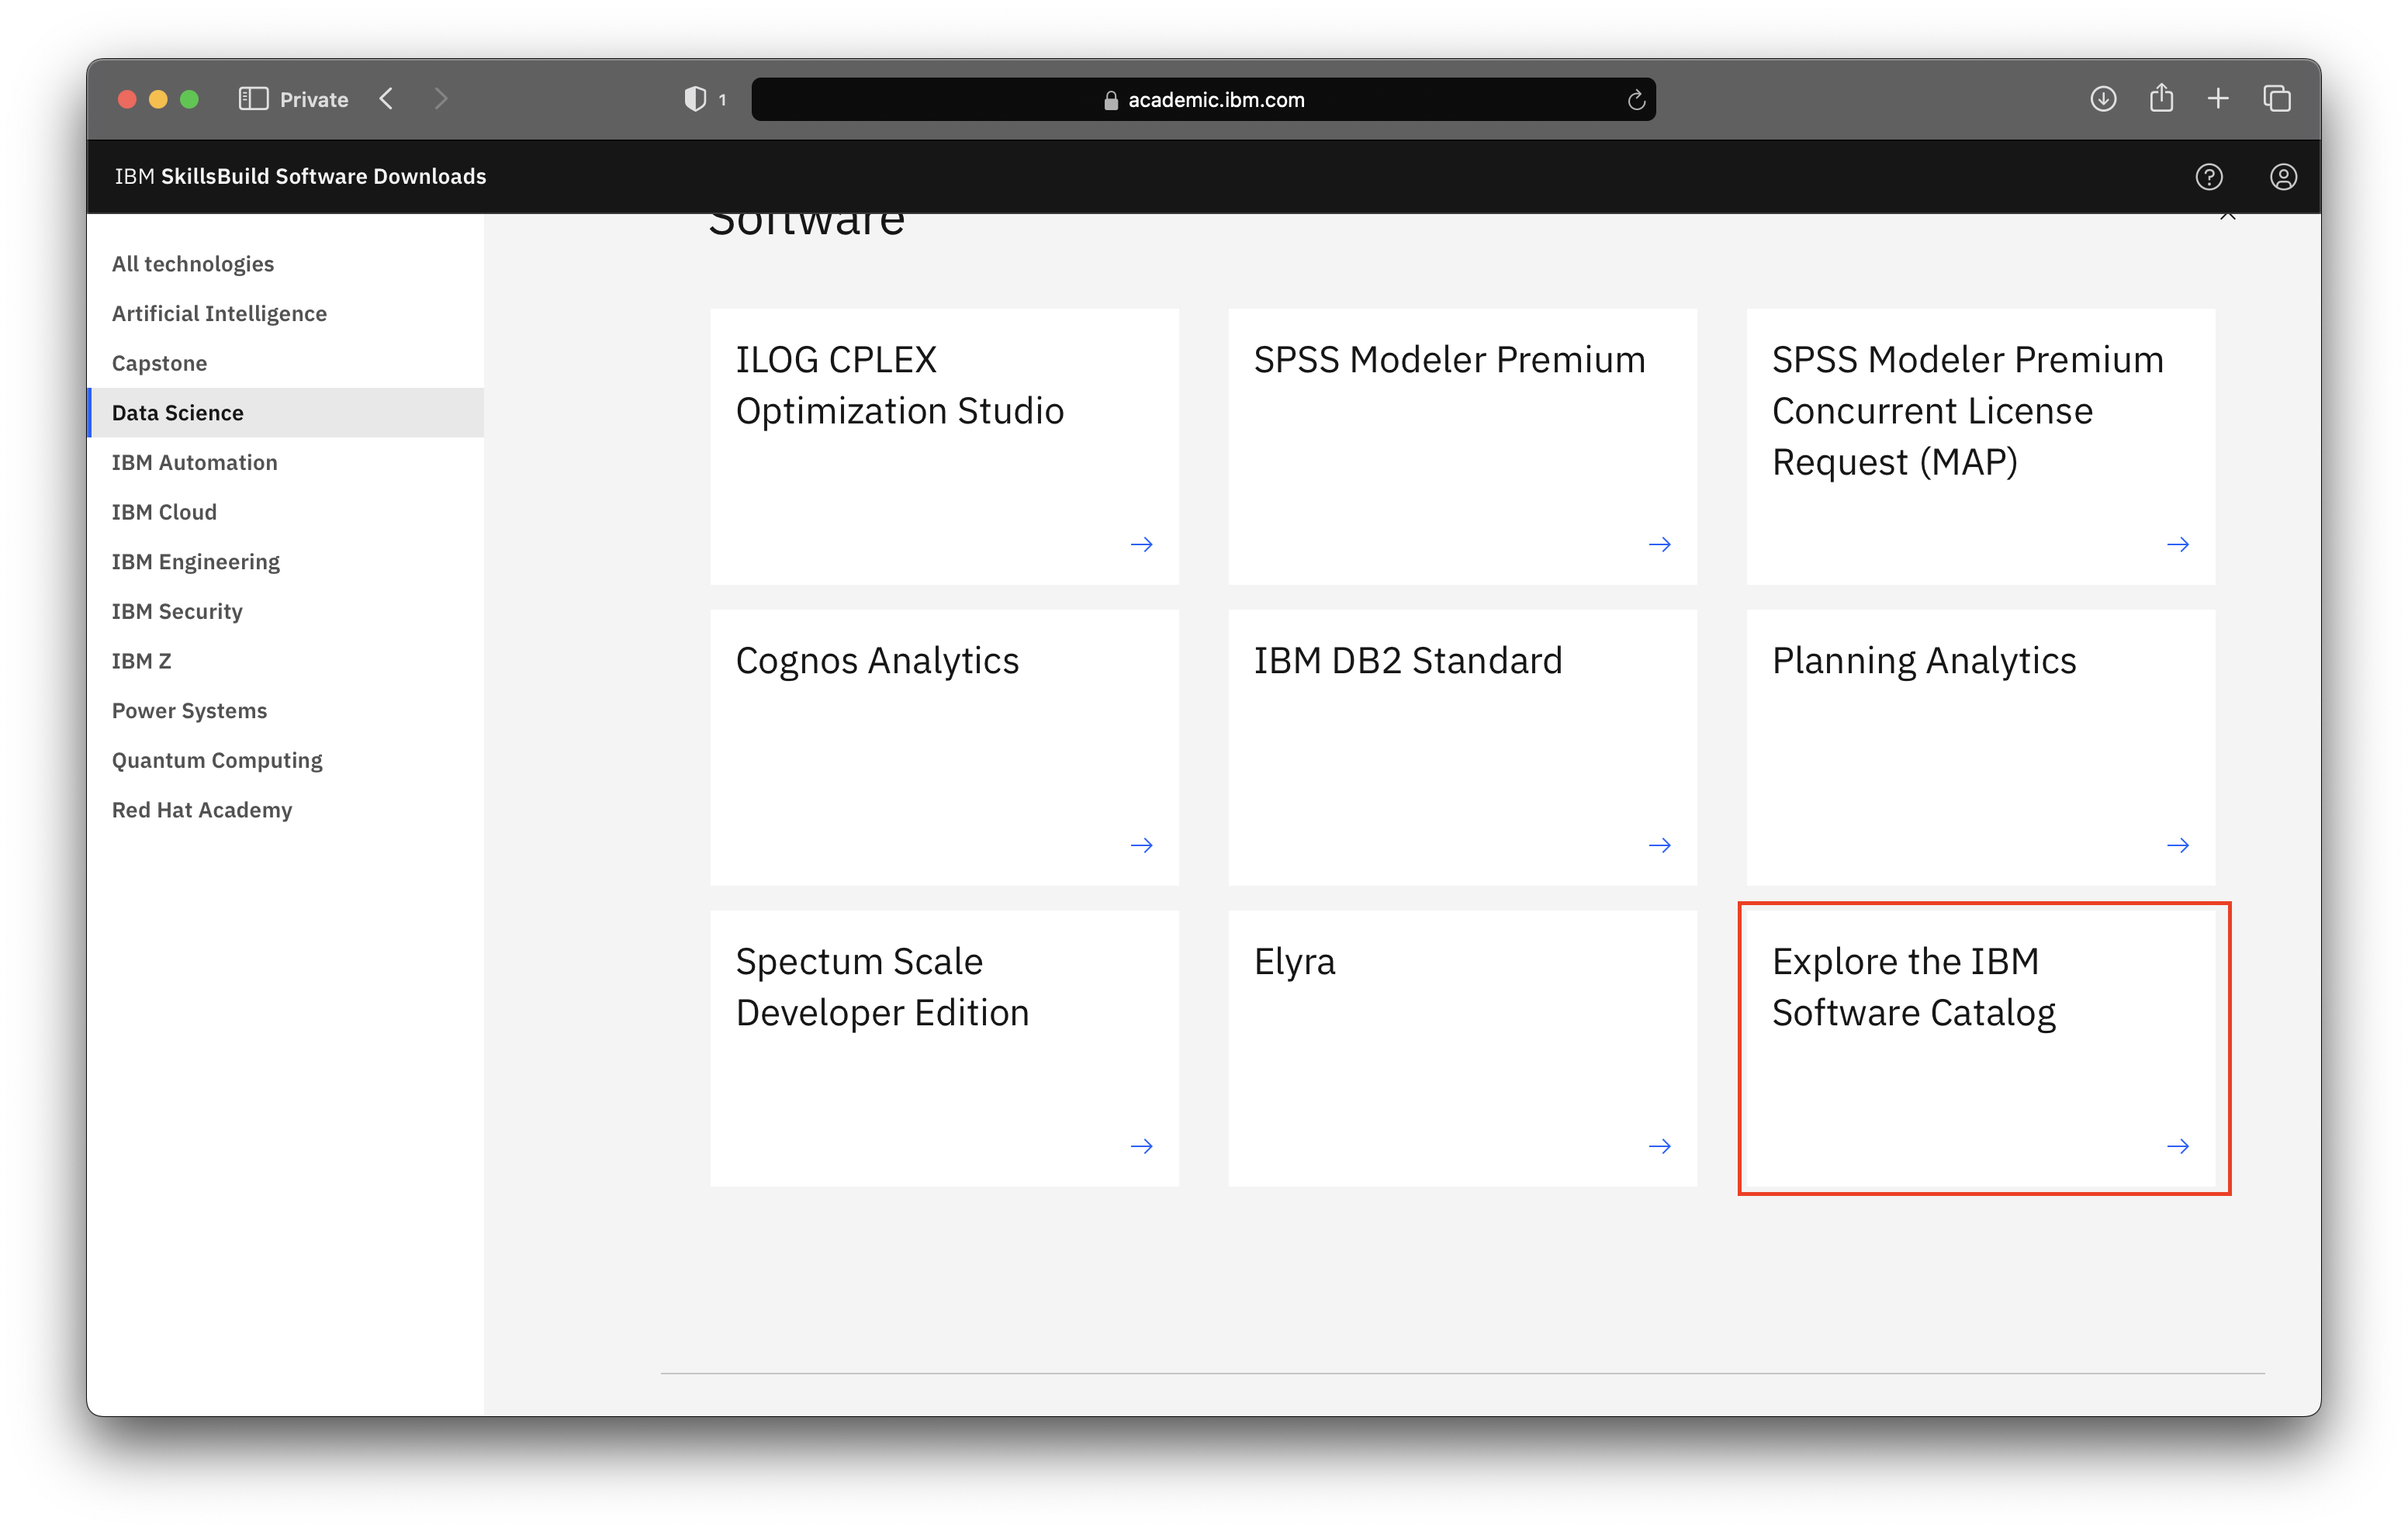 Private
1
academic.ibm.com
IBM SkillsBuild Software Downloads
Software
All technologies
Artificial Intelligence
Capstone
Data Science
IBM Automation
IBM Cloud
IBM Engineering
IBM Security
IBM Z
Power Systems
Quantum Computing
Red Hat Academy
ILOG CPLEX
Optimization Studio
SPSS Modeler Premium
SPSS Modeler Premium
Concurrent License
Request (MAP)
Cognos Analytics
IBM DB2 Standard
Planning Analytics
Spectum Scale
Developer Edition
Elyra
Explore the IBM
Software Catalog